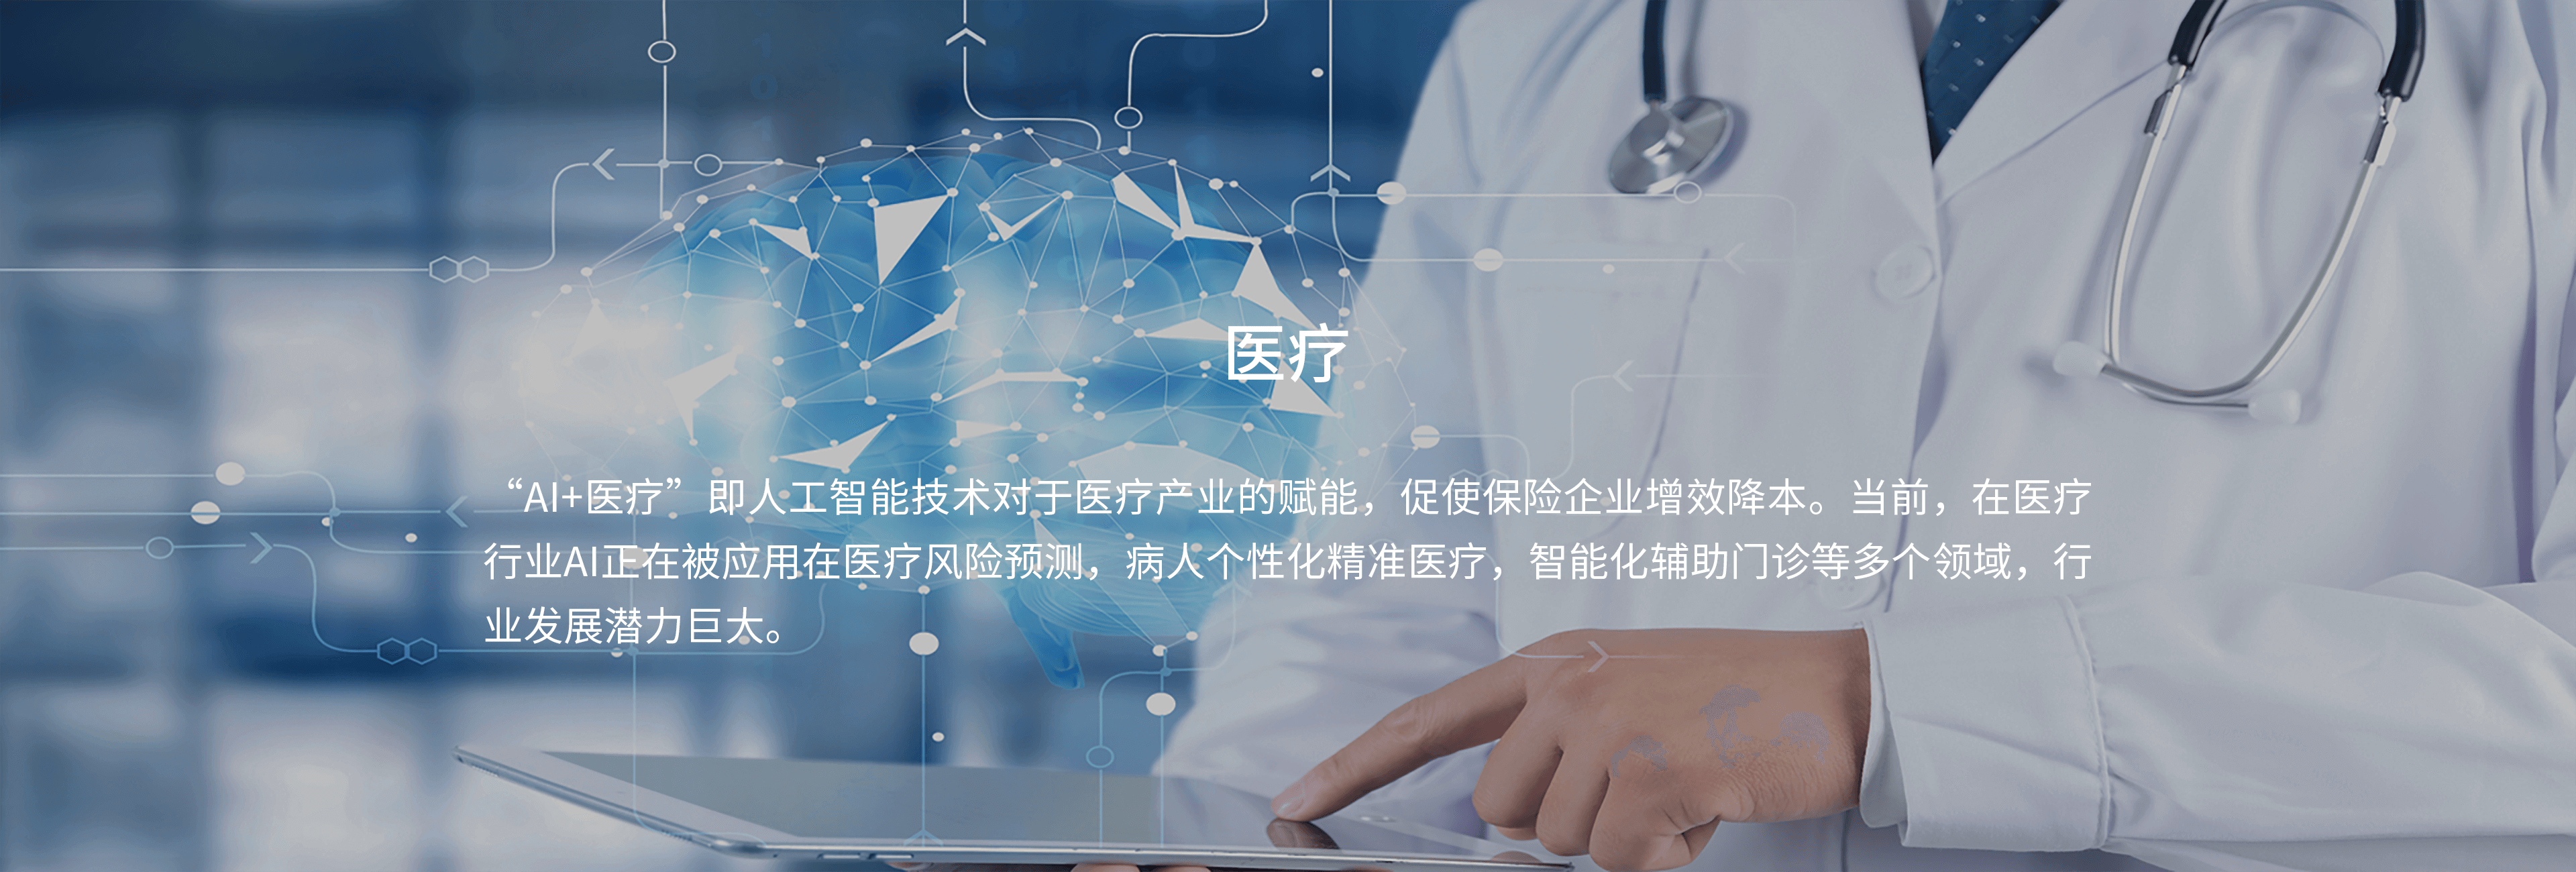 医疗
“AI+医疗”即人工智能技术对于医疗产业的赋能，促使保险企业增效降本。当前，在医疗
行业AI正在被应用在医疗风险预测，病人个性化精准医疗，智能化辅助门诊等多个领域，行
业发展潜力巨大。